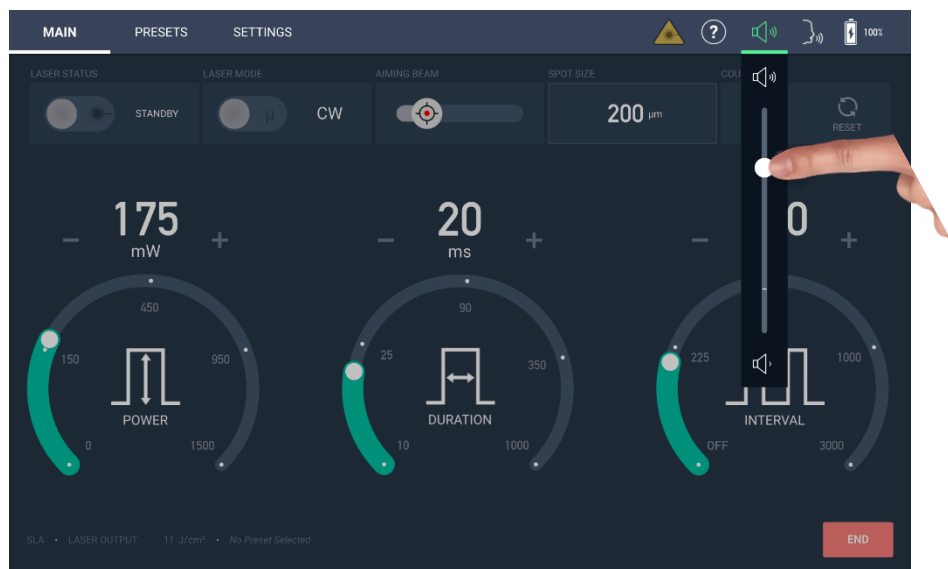 MAIN PRESETS SETTINGS ? 100%
LASER STATUS LASER MODE AIMING BEAM SPOT SIZE COU
STANDBY µ CW 200 µm RESET
175 20 0
− mW + − ms + − +
450 90
150 950 25 350 225 1000
POWER DURATION INTERVAL
0 1500 10 1000 OFF 3000
SLA • LASER OUTPUT: 11 J/cm² • No Preset Selected END